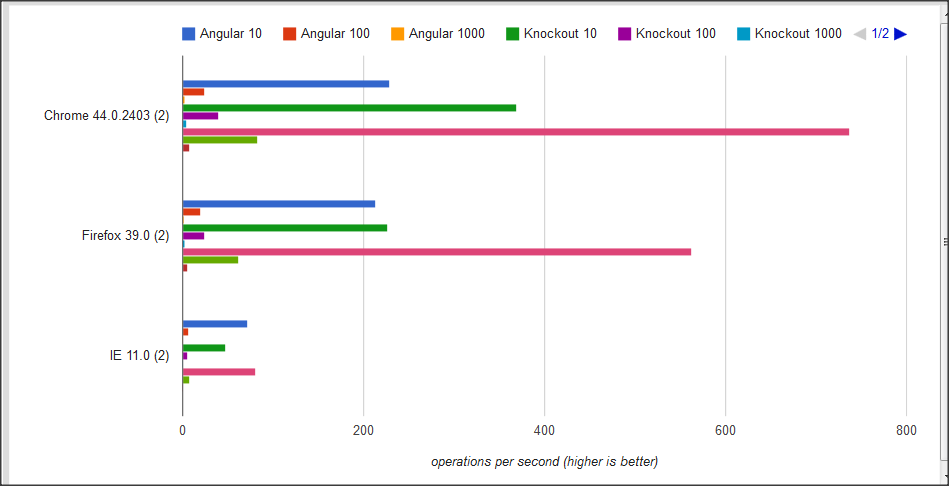 Angular 10 Angular 100 Angular 1000 Knockout 10 Knockout 100 Knockout 1000 1/2
Chrome 44.0.2403 (2)
Firefox 39.0 (2)
IE 11.0 (2)
0 200 400 600 800
operations per second (higher is better)